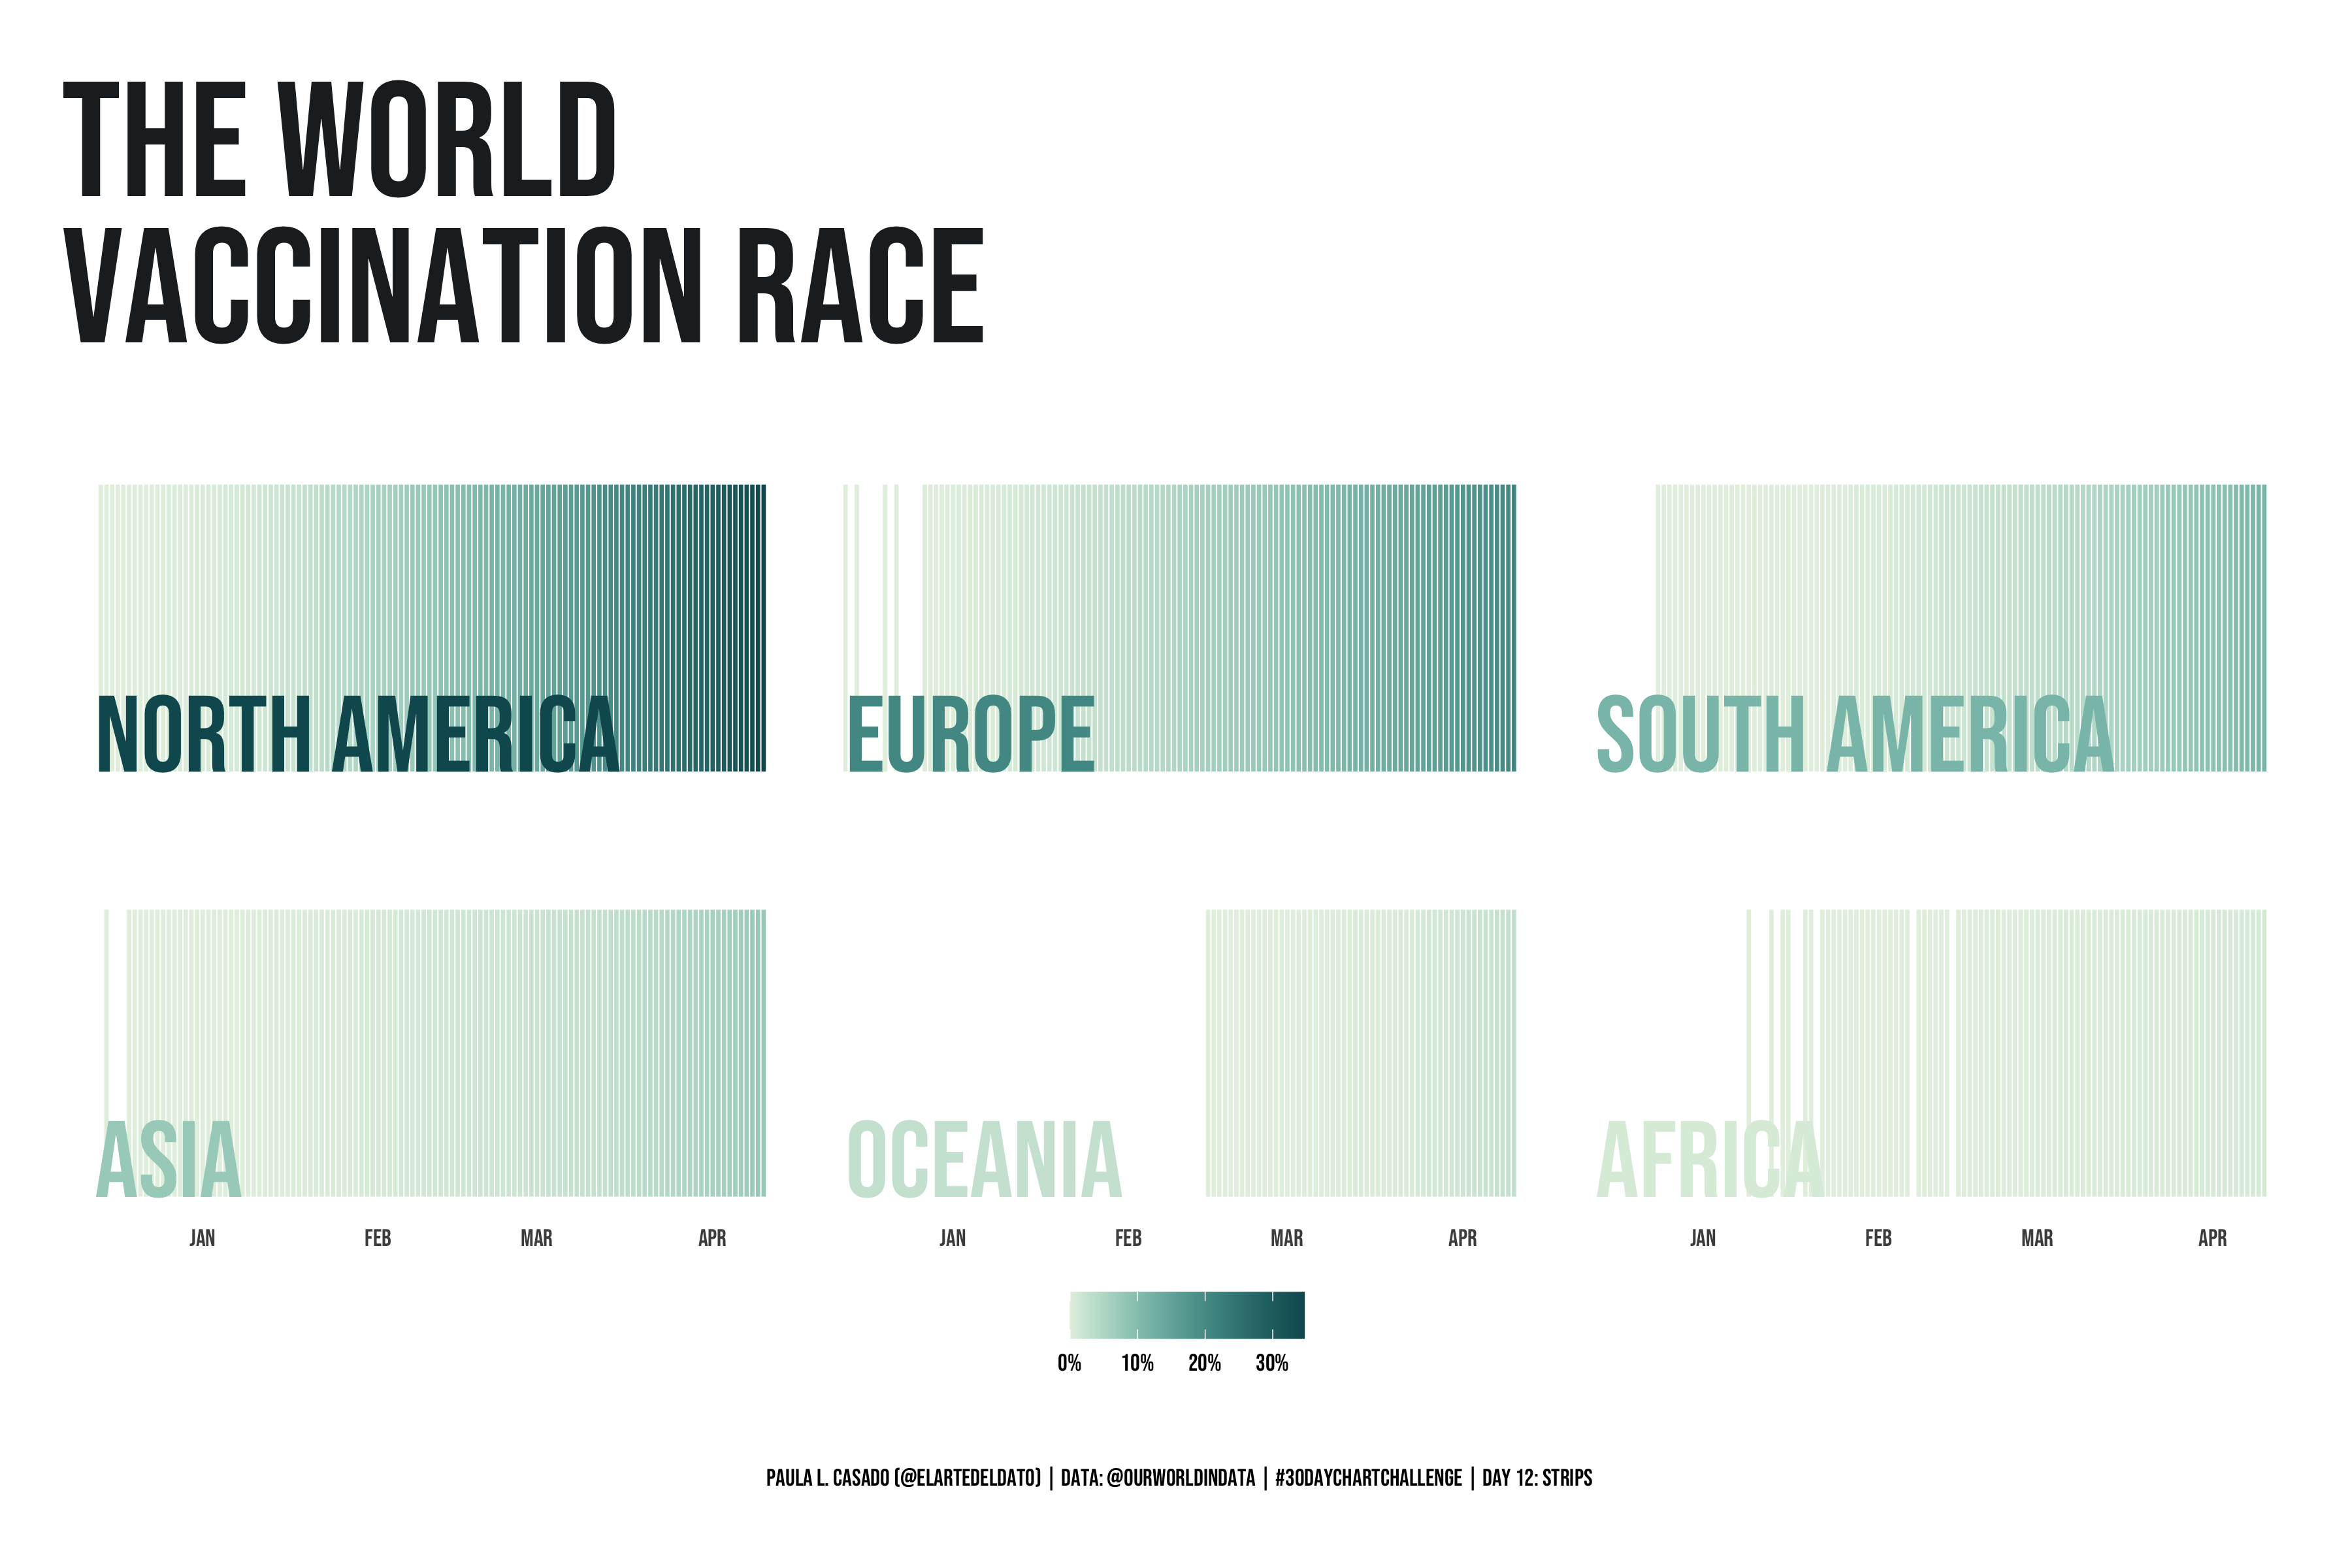 THE WORLD
VACCINATION RACE
NORTH AMERICA
EUROPE
SOUTH AMERICA
ASIA
OCEANIA
AFRICA
JAN FEB MAR APR
JAN FEB MAR APR
JAN FEB MAR APR
0% 10% 20% 30%
PAULA L. CASADO (@ELARTEDELDATO) | DATA: @OURWORLDINDATA | #30DAYCHARTCHALLENGE | DAY 12: STRIPS